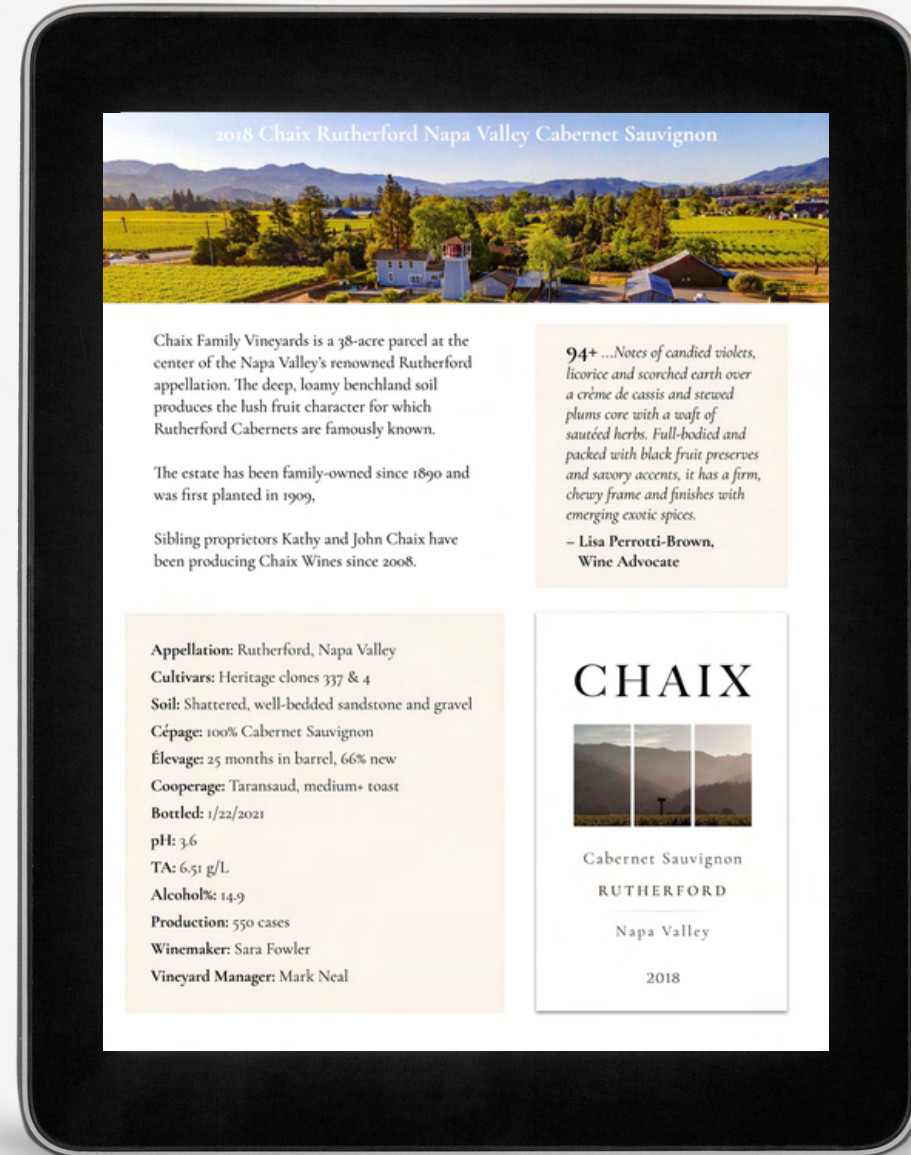 2018 Chaix Rutherford Napa Valley Cabernet Sauvignon
Chaix Family Vineyards is a 38-acre parcel at the
center of the Napa Valley's renowned Rutherford
appellation. The deep, loamy benchland soil
produces the lush fruit character for which
Rutherford Cabernets are famously known.
The estate has been family-owned since 1890 and
was first planted in 1909,
Sibling proprietors Kathy and John Chaix have
been producing Chaix Wines since 2008.
94+ ...Notes of candied violets,
licorice and scorched earth over
a crème de cassis and stewed
plums core with a waft of
sautéed herbs. Full-bodied and
packed with black fruit preserves
and savory accents, it has a firm,
chewy frame and finishes with
emerging exotic spices.
– Lisa Perrotti-Brown,
Wine Advocate
Appellation: Rutherford, Napa Valley
Cultivars: Heritage clones 337 & 4
Soil: Shattered, well-bedded sandstone and gravel
Cépage: 100% Cabernet Sauvignon
Élevage: 25 months in barrel, 66% new
Cooperage: Taransaud, medium+ toast
Bottled: 1/22/2021
pH: 3.6
TA: 6.51 g/L
Alcohol%: 14.9
Production: 550 cases
Winemaker: Sara Fowler
Vineyard Manager: Mark Neal
CHAIX
Cabernet Sauvignon
RUTHERFORD
Napa Valley
2018